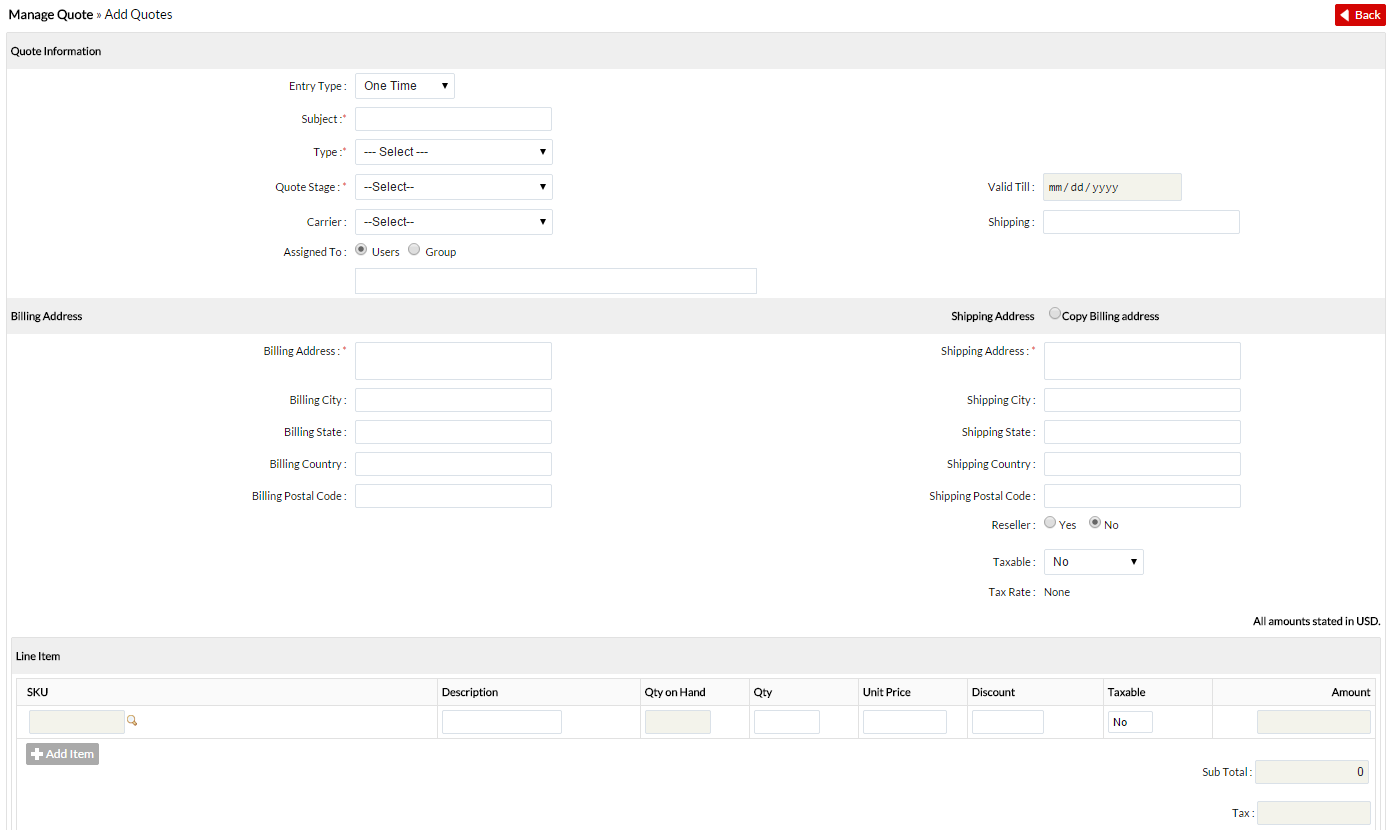 Manage Quote » Add Quotes
Back
Quote Information
Entry Type : One Time
Subject :*
Type :* --- Select ---
Quote Stage : * --Select--
Valid Till : mm/dd/yyyy
Carrier : --Select--
Shipping :
Assigned To : Users Group
Billing Address
Shipping Address Copy Billing address
Billing Address : *
Shipping Address : *
Billing City :
Shipping City :
Billing State :
Shipping State :
Billing Country :
Shipping Country :
Billing Postal Code :
Shipping Postal Code :
Reseller : Yes No
Taxable : No
Tax Rate : None
All amounts stated in USD.
Line Item
SKU Description Qty on Hand Qty Unit Price Discount Taxable Amount
No
Add Item
Sub Total : 0
Tax :